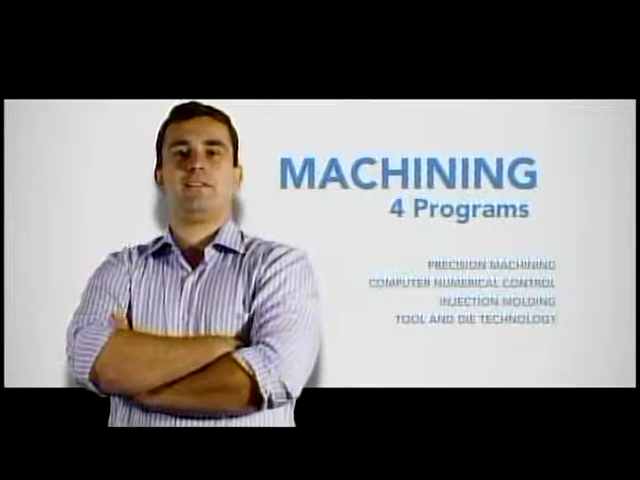 MACHINING
4 Programs
PRECISION MACHINING
COMPUTER NUMERICAL CONTROL
INJECTION MOLDING
TOOL AND DIE TECHNOLOGY